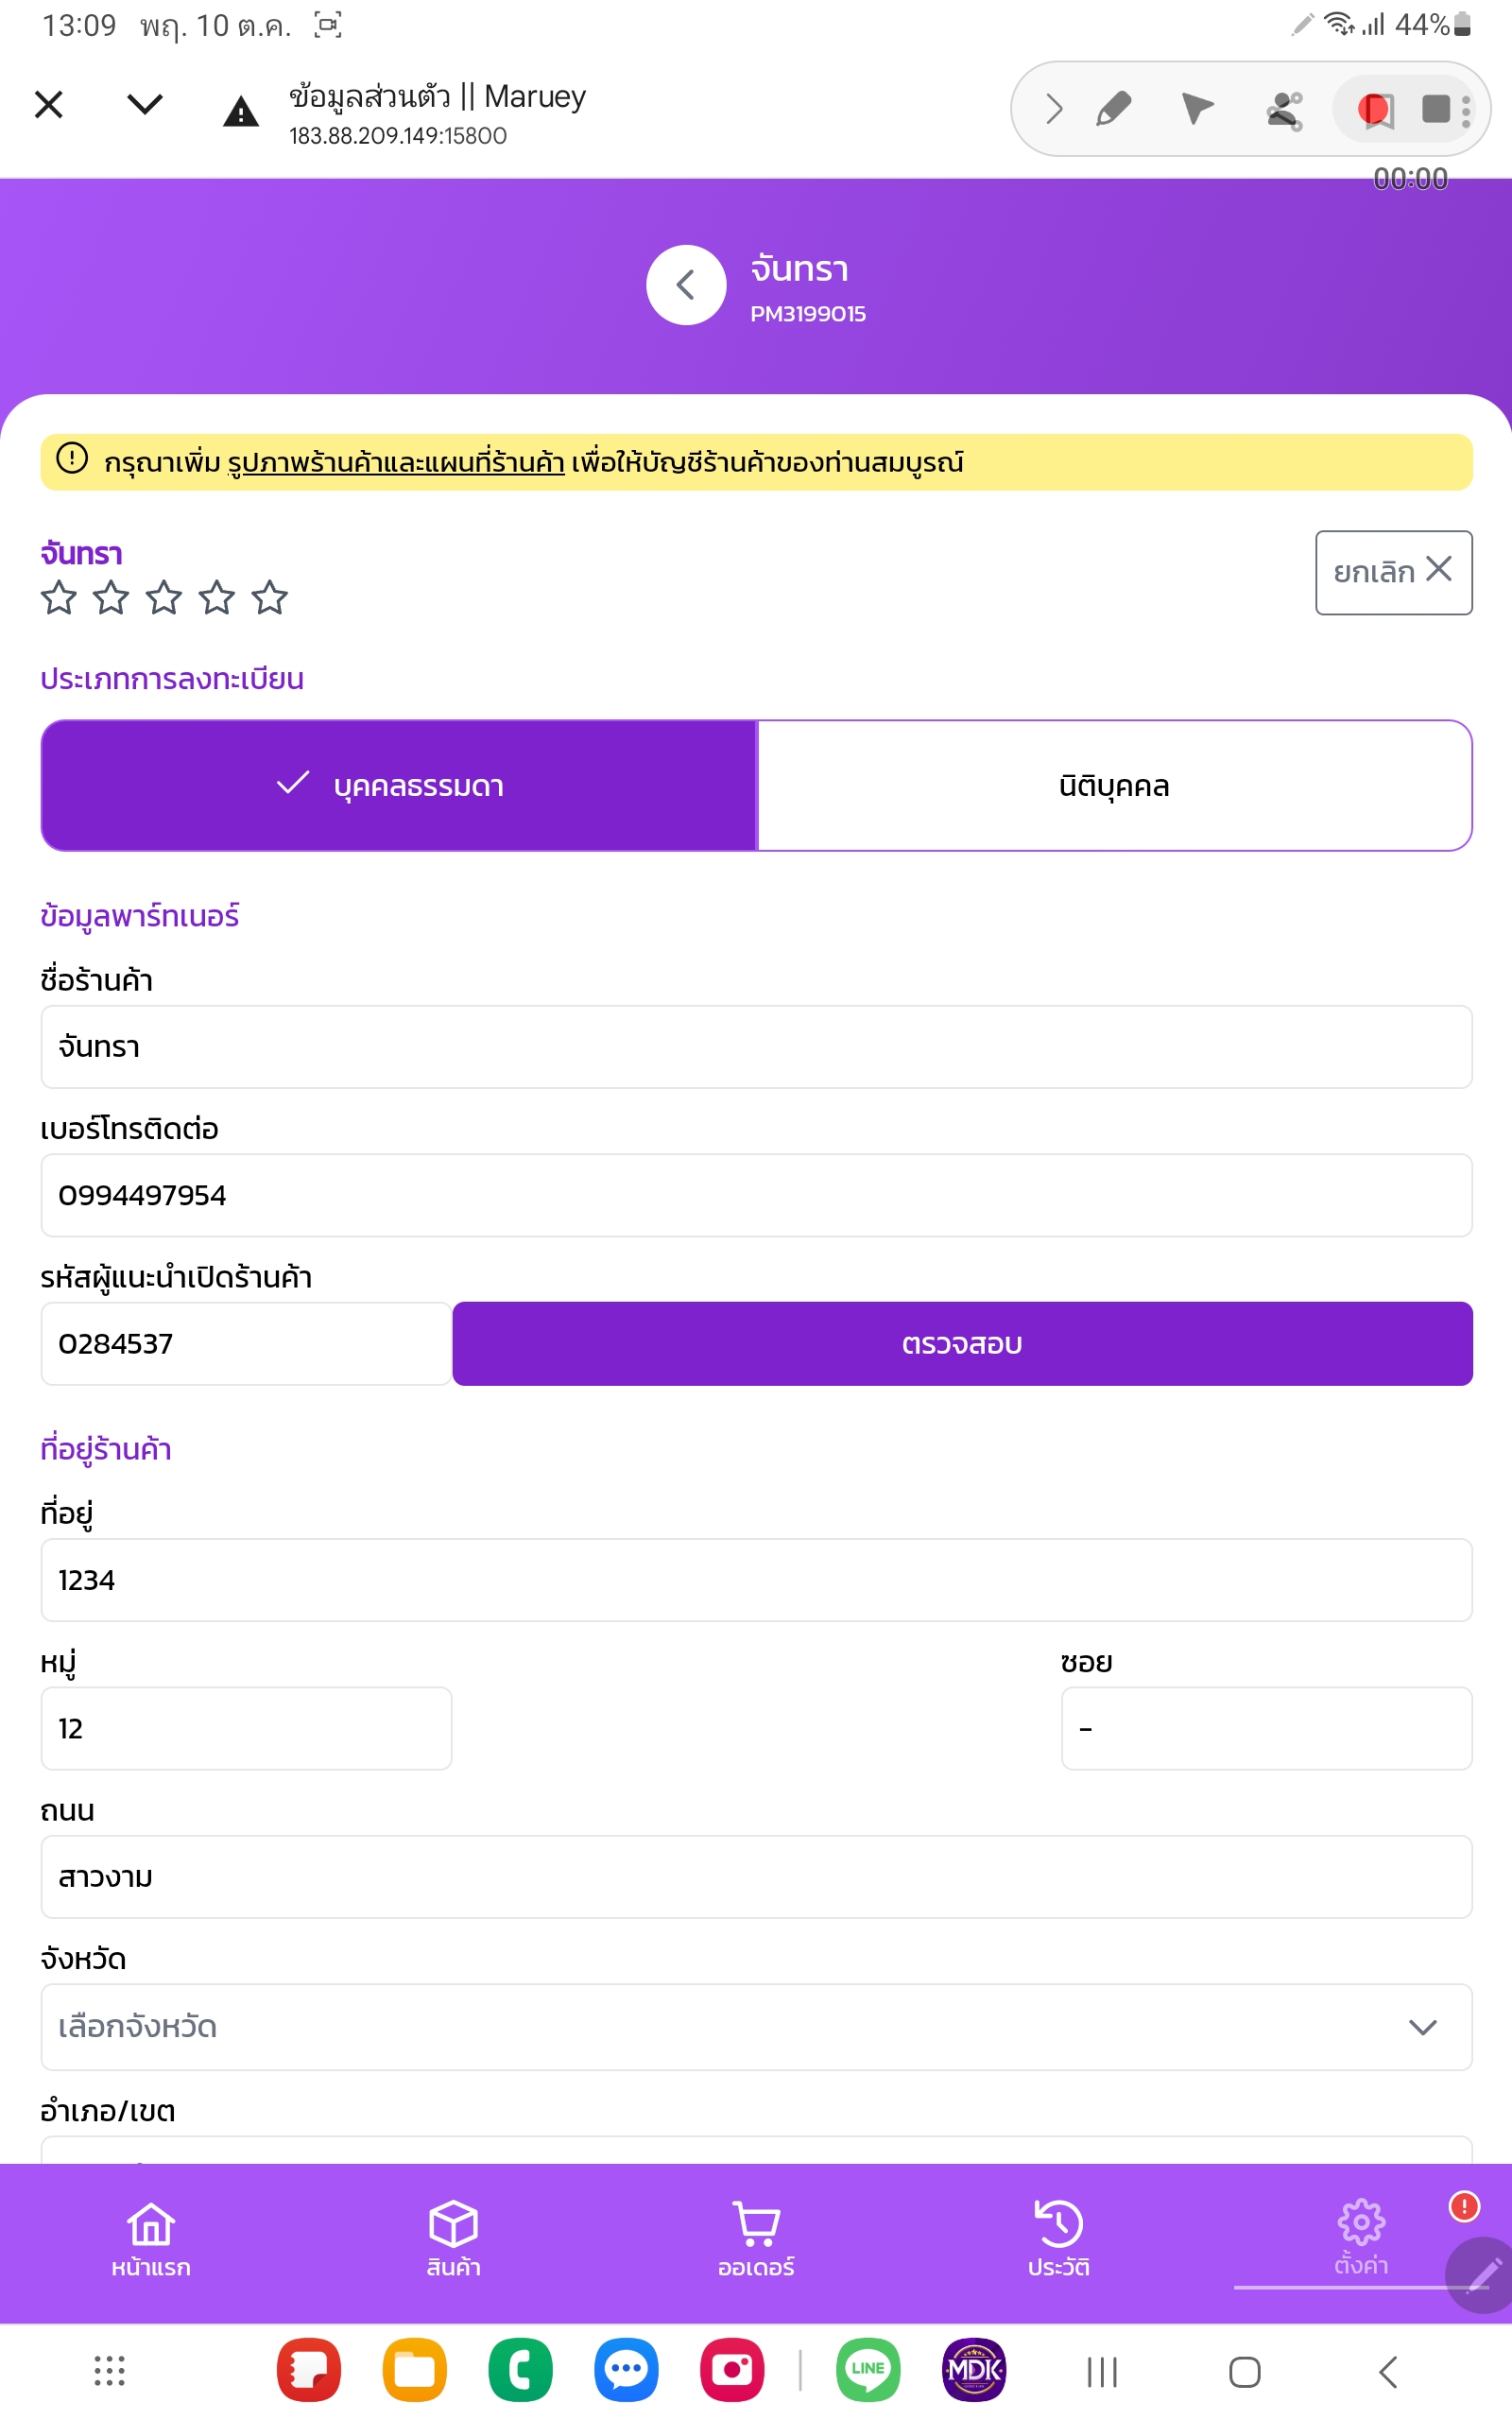 13:09 พฤ. 10 ต.ค.
44%
ข้อมูลส่วนตัว || Maruey
183.88.209.149:15800
00:00
จันทรา
PM3199015
กรุณาเพิ่ม รูปภาพร้านค้าและแผนที่ร้านค้า เพื่อให้บัญชีร้านค้าของท่านสมบูรณ์
จันทรา
ยกเลิก
ประเภทการลงทะเบียน
บุคคลธรรมดา
นิติบุคคล
ข้อมูลพาร์ทเนอร์
ชื่อร้านค้า
จันทรา
เบอร์โทรติดต่อ
0994497954
รหัสผู้แนะนำเปิดร้านค้า
0284537
ตรวจสอบ
ที่อยู่ร้านค้า
ที่อยู่
1234
หมู่
ซอย
12
-
ถนน
สาวงาม
จังหวัด
เลือกจังหวัด
อำเภอ/เขต
หน้าแรก
สินค้า
ออเดอร์
ประวัติ
ตั้งค่า
LINE
MDK